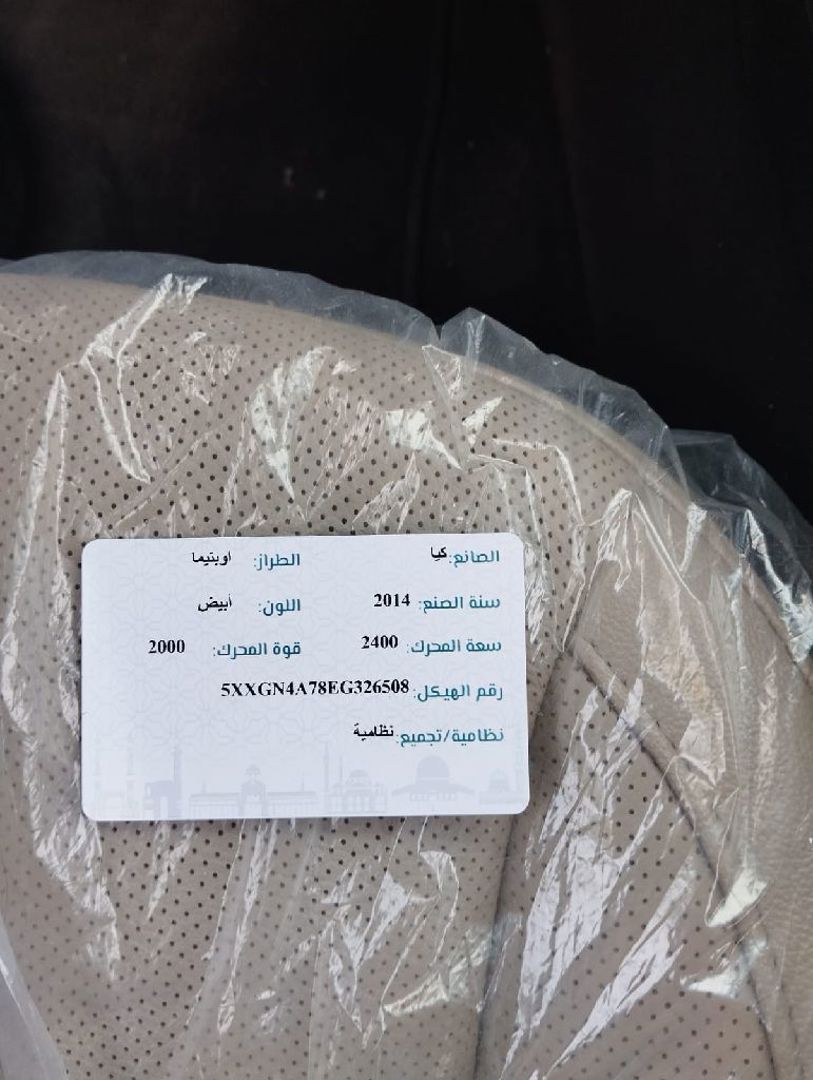 الصانع: كيا الطراز: اوبتيما
سنة الصنع: 2014 اللون: أبيض
سعة المحرك: 2400 قوة المحرك: 2000
رقم الهيكل: 5XXGN4A78EG326508
نظامية/تجميع: نظامية